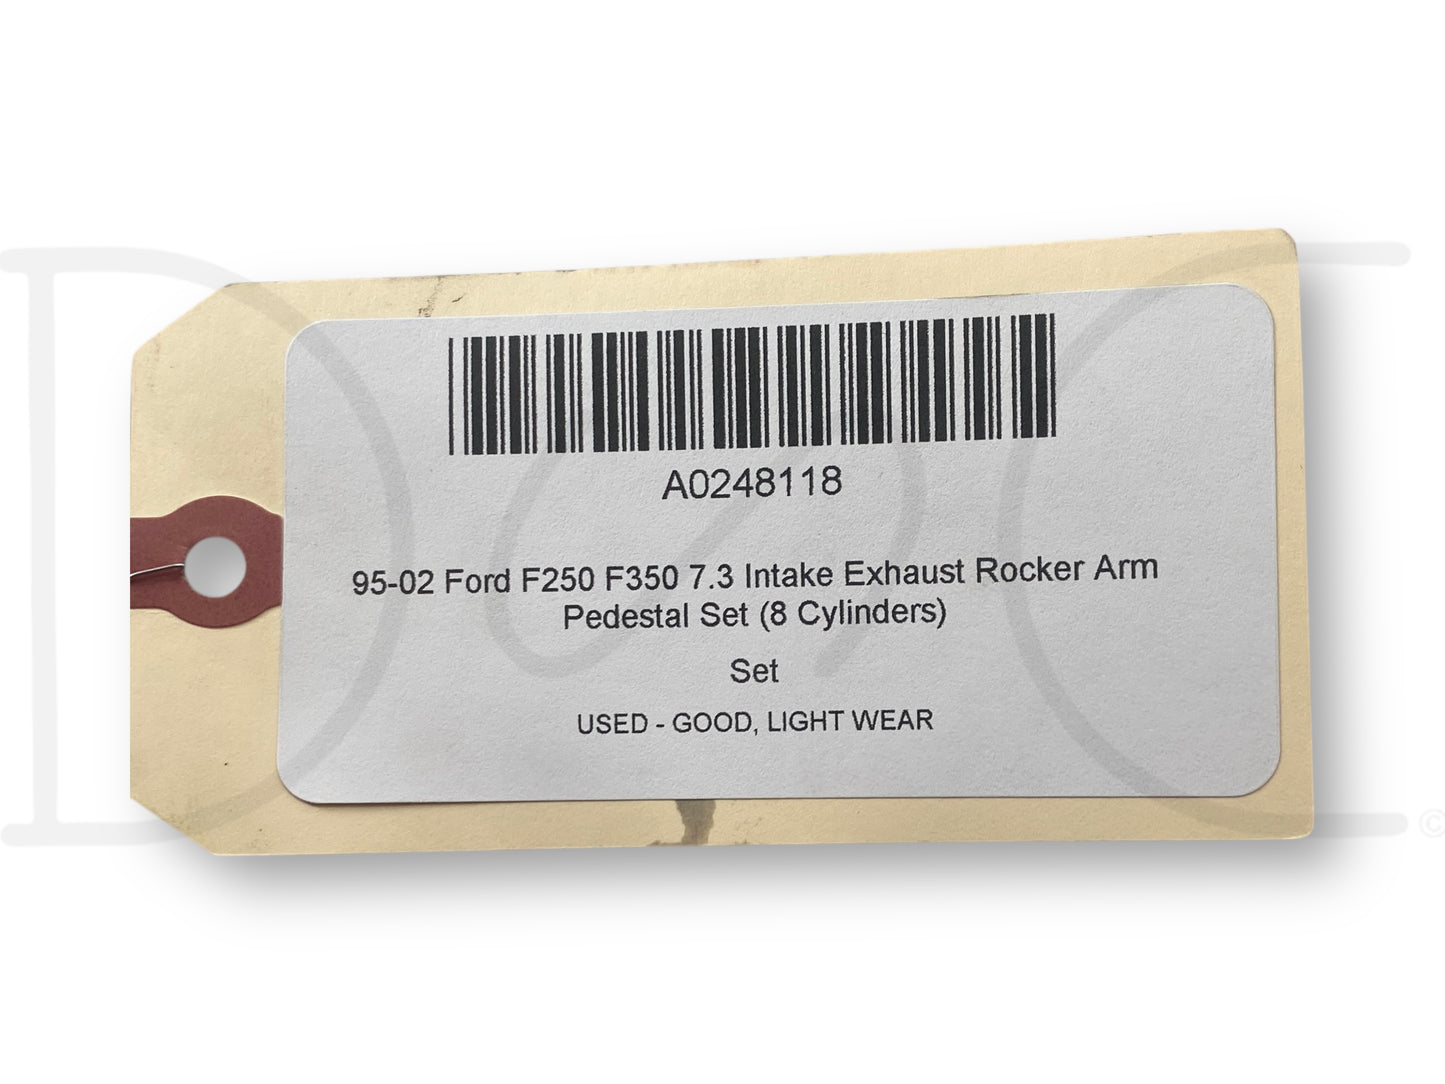 A0248118
95-02 Ford F250 F350 7.3 Intake Exhaust Rocker Arm
Pedestal Set (8 Cylinders)
Set
USED - GOOD, LIGHT WEAR
©